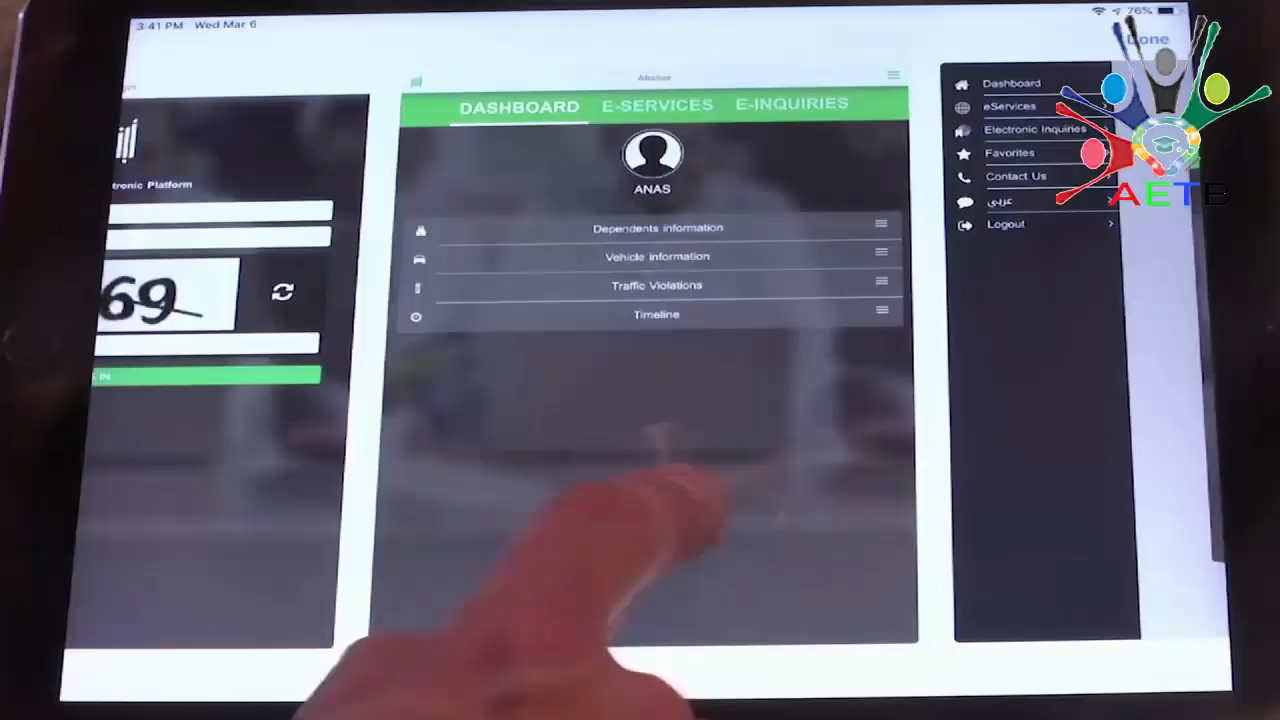 3:41 PM Wed Mar 6
76%
Done
tronic Platform
69
IN
Absher
DASHBOARD E-SERVICES E-INQUIRIES
ANAS
Dependents information
Vehicle information
Traffic Violations
Timeline
Dashboard
eServices
Electronic Inquiries
Favorites
Contact Us
عربي
Logout
AETB